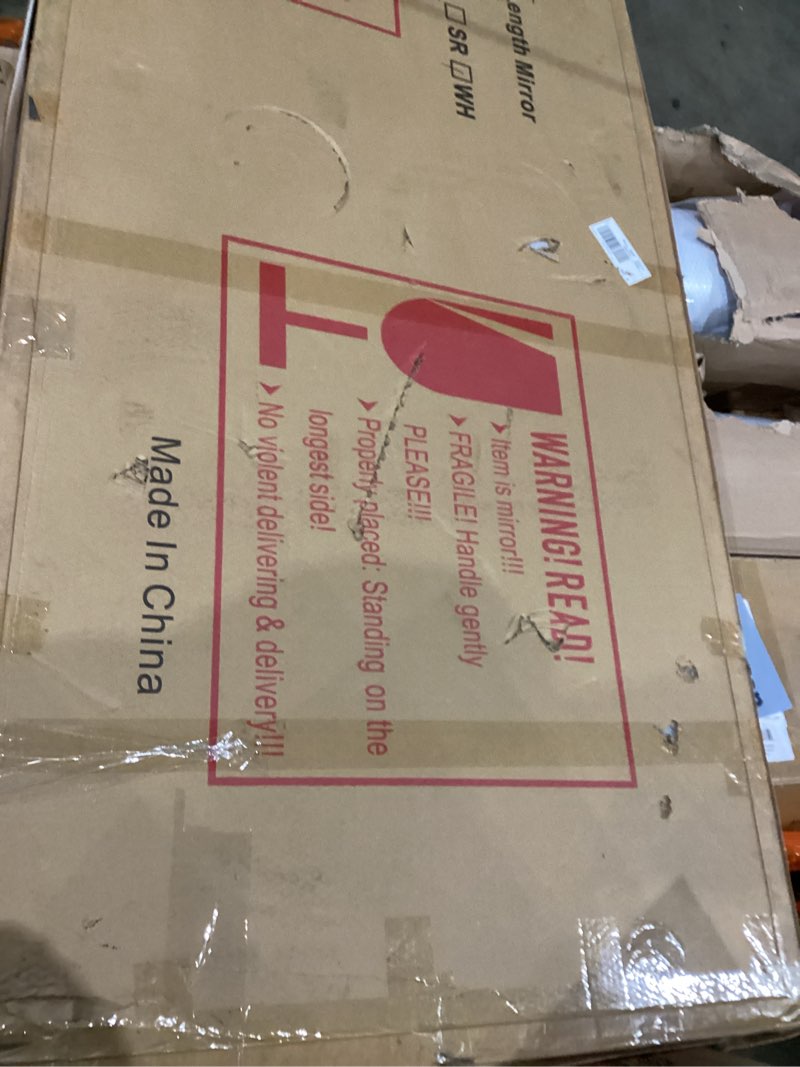 ength Mirror
SR WH
WARNING! READ!
Item is mirror!!!
FRAGILE! Handle gently
PLEASE!!!
Properly placed: Standing on the
longest side!
No violent delivering & delivery!!!
Made In China